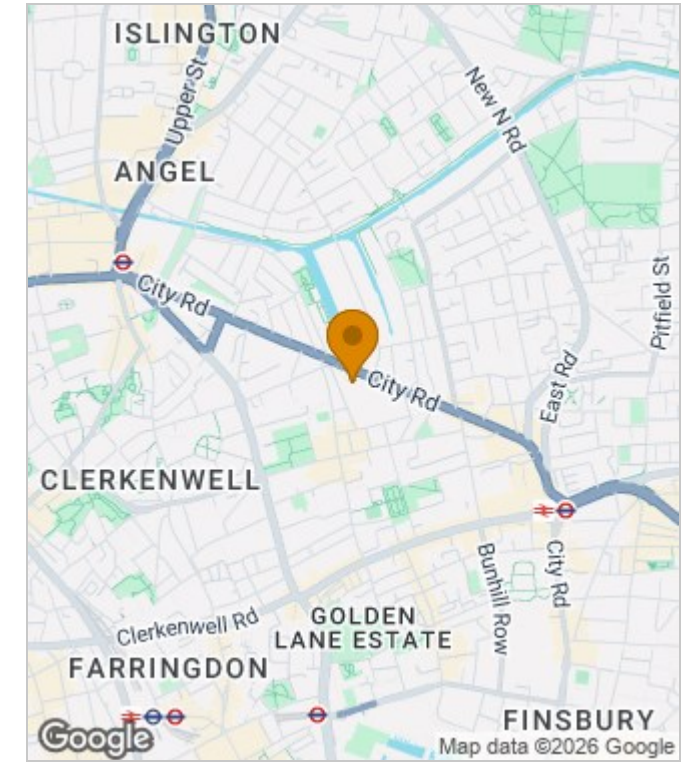 ISLINGTON
Upper St
New N Rd
ANGEL
City Rd
Pitfield St
City Rd
East Rd
CLERKENWELL
Bunhill Row
City Rd
Clerkenwell Rd
GOLDEN
LANE ESTATE
FARRINGDON
FINSBURY
Google
Map data ©2026 Google